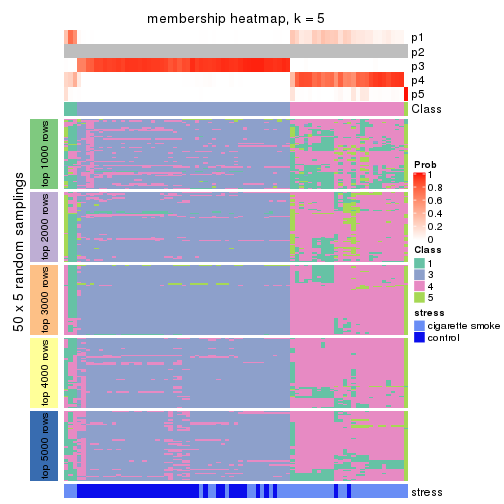 membership heatmap, k = 5
p1
p2
p3
p4
p5
Class
50 x 5 random samplings
top 1000 rows
top 2000 rows
top 3000 rows
top 4000 rows
top 5000 rows
stress
Prob
1
0.8
0.6
0.4
0.2
0
Class
1
3
4
5
stress
cigarette smoke
control